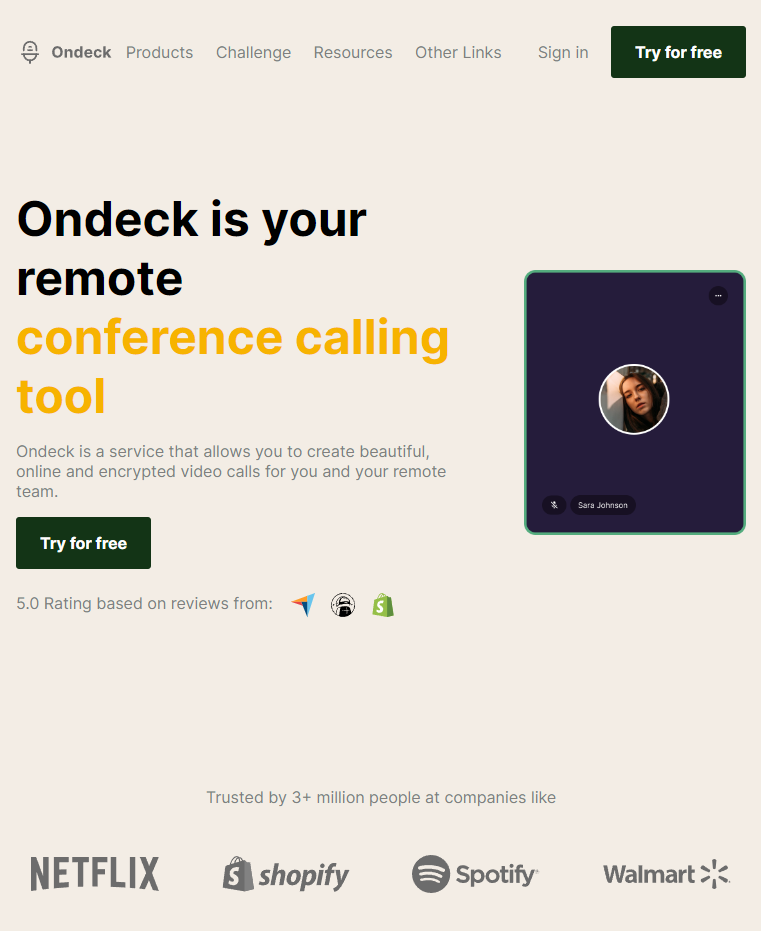 Ondeck Products Challenge Resources Other Links Sign in Try for free
Ondeck is your
remote
conference calling
tool
Ondeck is a service that allows you to create beautiful,
online and encrypted video calls for you and your remote
team.
Try for free
Sara Johnson
5.0 Rating based on reviews from:
Trusted by 3+ million people at companies like
NETFLIX shopify Spotify Walmart